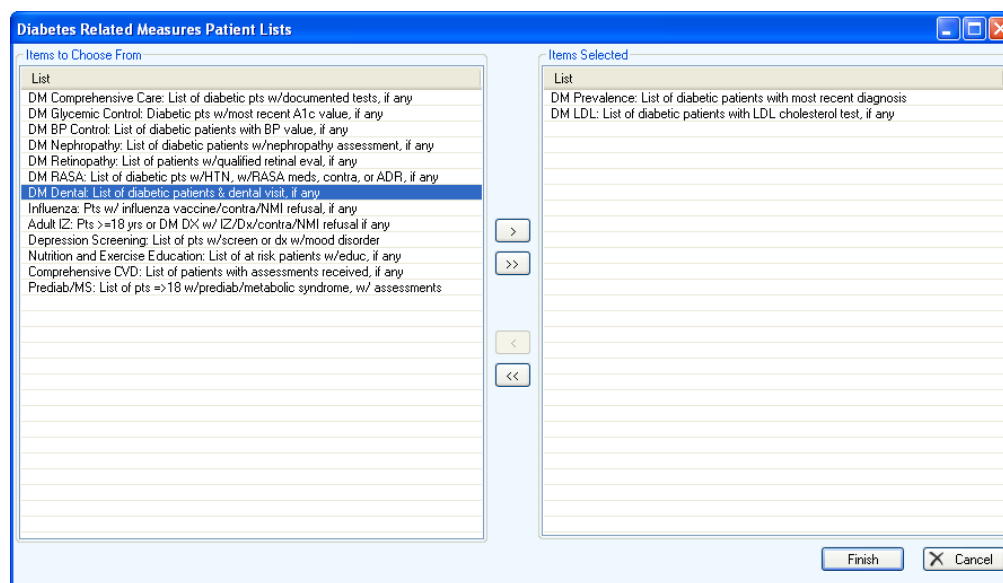 Diabetes Related Measures Patient Lists
Items to Choose From
List
DM Comprehensive Care: List of diabetic pts w/documented tests, if any
DM Glycemic Control: Diabetic pts w/most recent A1c value, if any
DM BP Control: List of diabetic patients with BP value, if any
DM Nephropathy: List of diabetic patients w/nephropathy assessment, if any
DM Retinopathy: List of patients w/qualified retinal eval, if any
DM RASA: List of diabetic pts w/HTN, w/RASA meds, contra, or ADR, if any
DM Dental: List of diabetic patients & dental visit, if any
Influenza: Pts w/ influenza vaccine/contra/NMI refusal, if any
Adult IZ: Pts >=18 yrs or DM DX w/ IZ/Dx/contra/NMI refusal if any
Depression Screening: List of pts w/screen or dx w/mood disorder
Nutrition and Exercise Education: List of at risk patients w/educ, if any
Comprehensive CVD: List of patients with assessments received, if any
Prediab/MS: List of pts =>18 w/prediab/metabolic syndrome, w/ assessments
>
>>
<
<<
Items Selected
List
DM Prevalence: List of diabetic patients with most recent diagnosis
DM LDL: List of diabetic patients with LDL cholesterol test, if any
Finish
Cancel